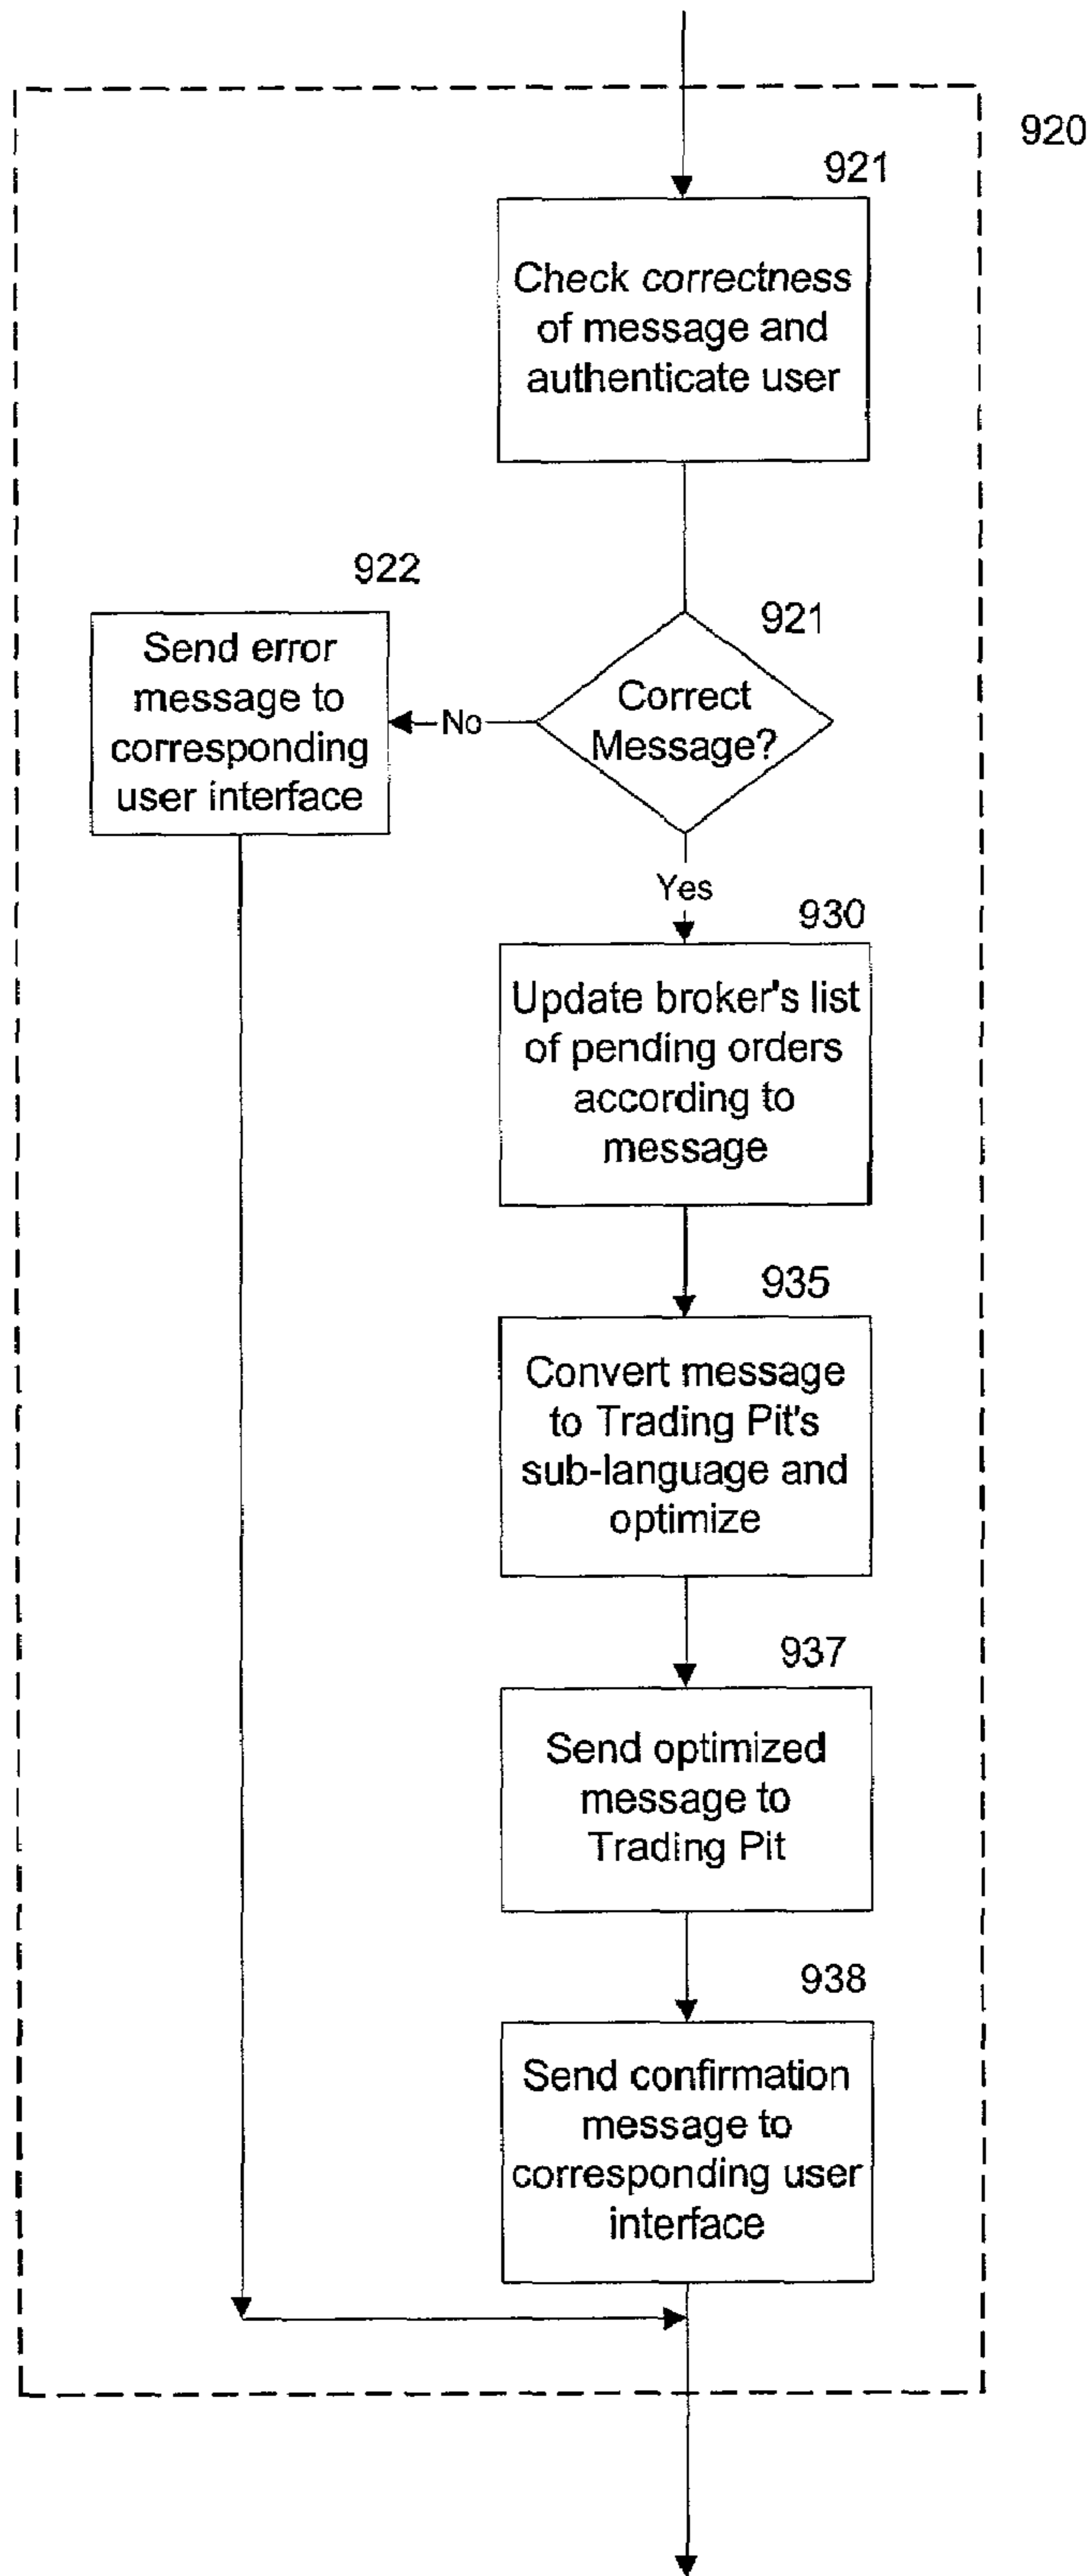 920
921
Check correctness
of message and
authenticate user
922
Send error
message to
corresponding
user interface
No
921
Correct
Message?
Yes
930
Update broker's list
of pending orders
according to
message
935
Convert message
to Trading Pit's
sub-language and
optimize
937
Send optimized
message to
Trading Pit
938
Send confirmation
message to
corresponding user
interface